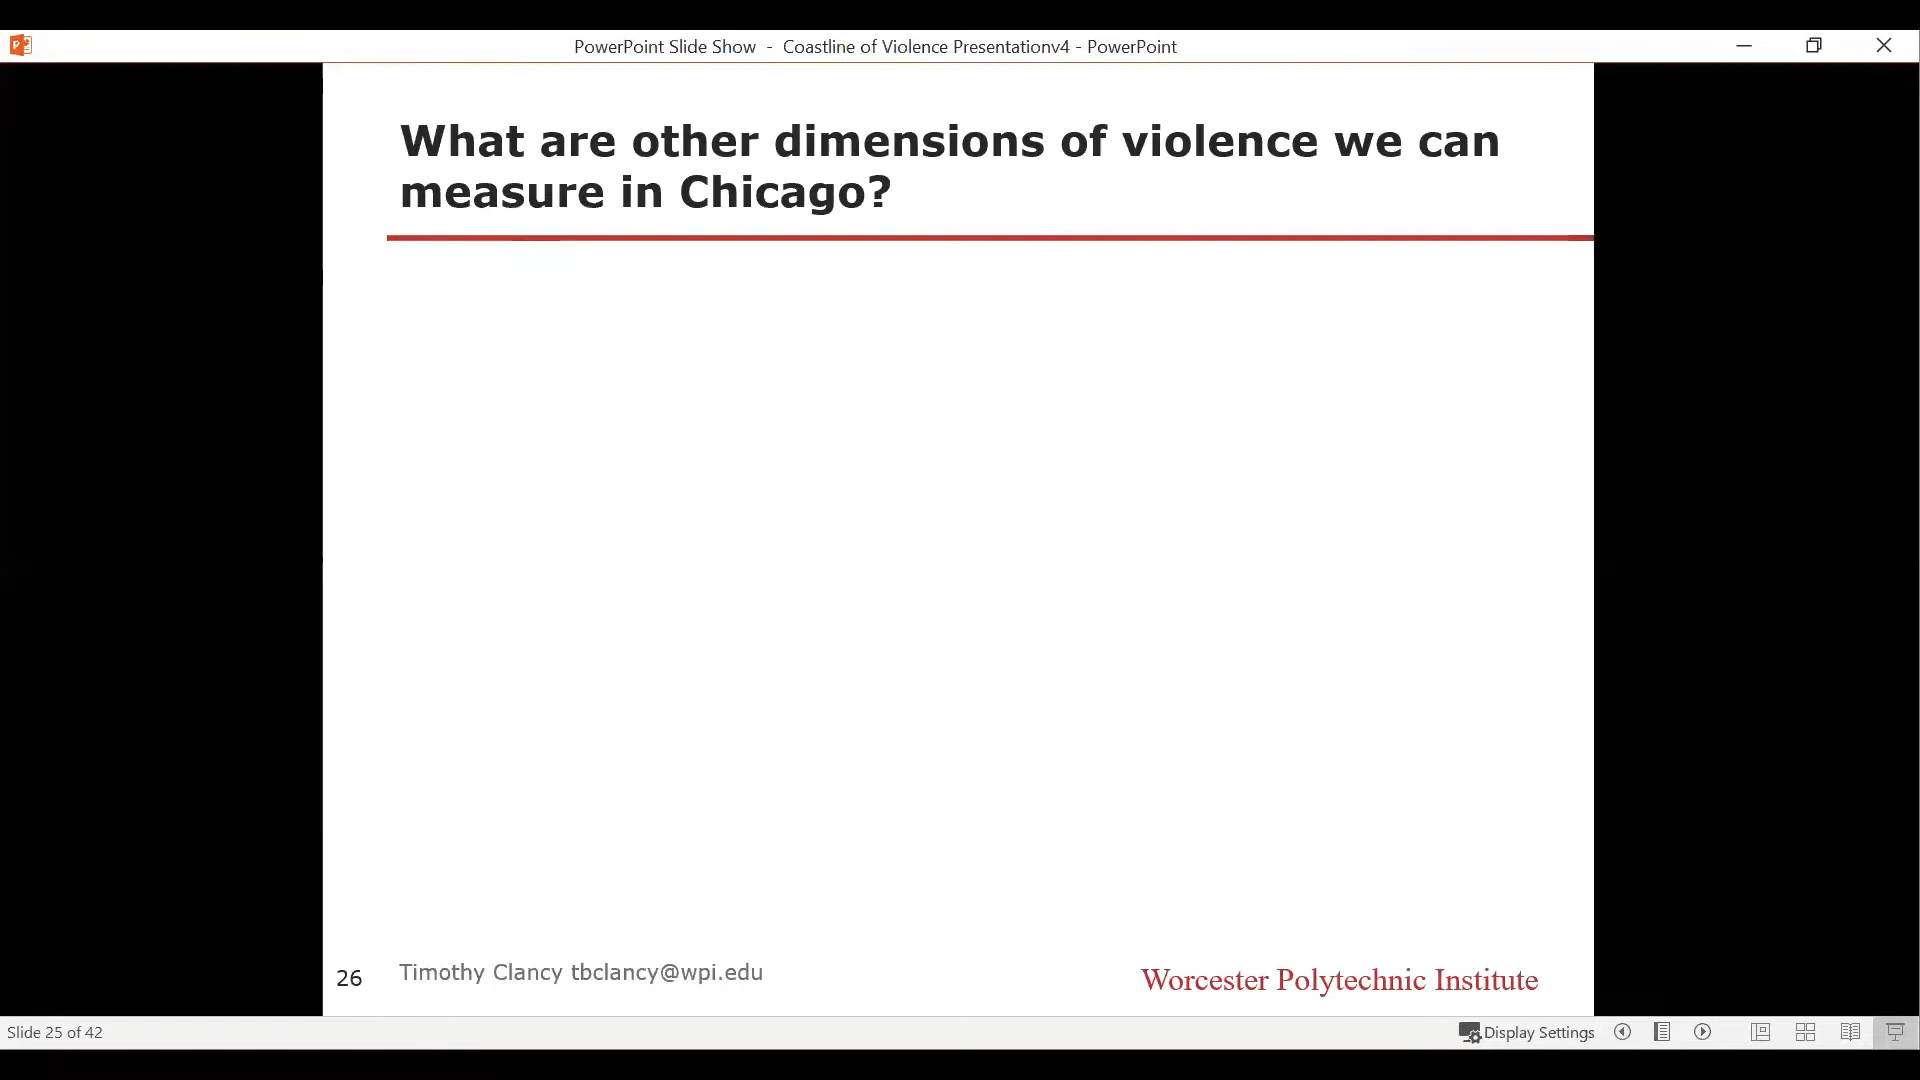 PowerPoint Slide Show - Coastline of Violence Presentationv4 - PowerPoint
What are other dimensions of violence we can
measure in Chicago?
26
Timothy Clancy tbclancy@wpi.edu
Worcester Polytechnic Institute
Slide 25 of 42
Display Settings